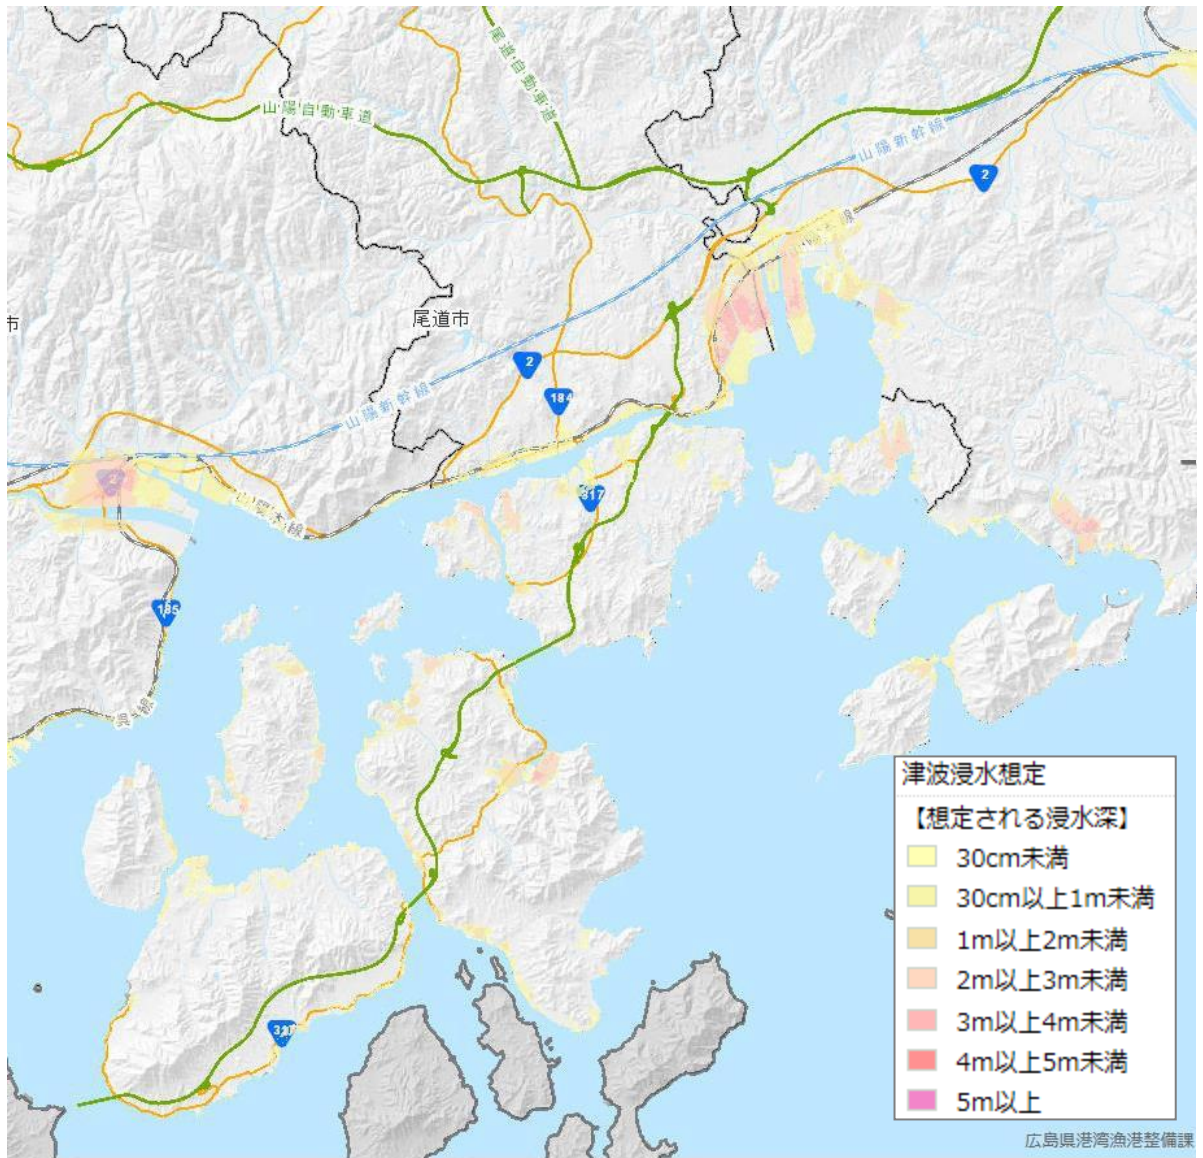 尾道自動車道
山陽自動車道
山陽新幹線
2
市
尾道市
2
184
山陽新幹線
2
山陽本線
317
185
呉線
317
津波浸水想定
【想定される浸水深】
30cm未満
30cm以上1m未満
1m以上2m未満
2m以上3m未満
3m以上4m未満
4m以上5m未満
5m以上
広島県港湾漁港整備課